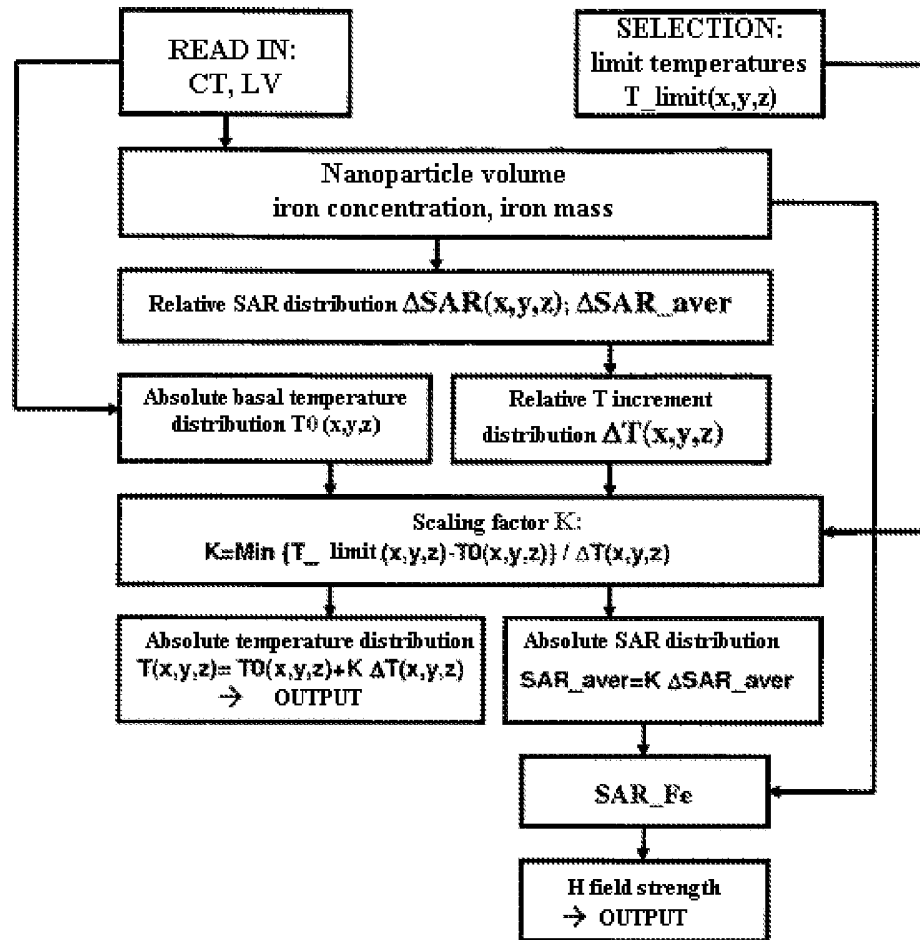 READ IN:
CT, LV
SELECTION:
limit temperatures
T_limit(x,y,z)
Nanoparticle volume
iron concentration, iron mass
Relative SAR distribution ΔSAR(x,y,z); ΔSAR_aver
Absolute basal temperature
distribution T0 (x,y,z)
Relative T increment
distribution ΔT(x,y,z)
Scaling factor K:
K=Min {T_ limit (x,y,z)-T0(x,y,z)} / ΔT(x,y,z)
Absolute temperature distribution
T(x,y,z)= T0(x,y,z)+K ΔT(x,y,z)
→ OUTPUT
Absolute SAR distribution
SAR_aver=K ΔSAR_aver
SAR_Fe
H field strength
→ OUTPUT